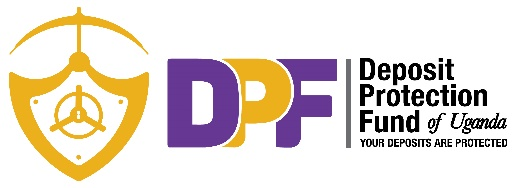 DPF
Deposit
Protection
Fund of Uganda
YOUR DEPOSITS ARE PROTECTED